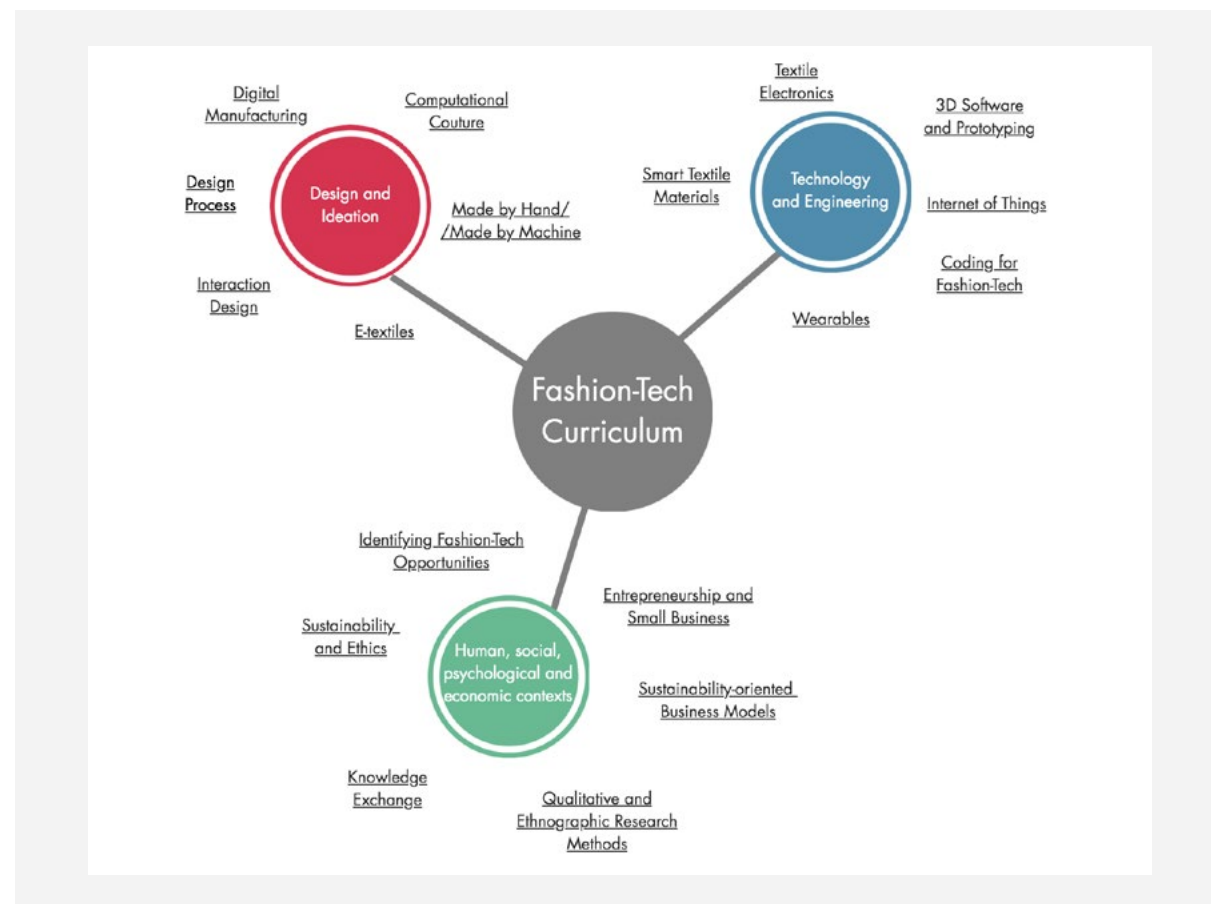 Digital
Manufacturing
Computational
Couture
Design
Process
Design and
Ideation
Made by Hand/
/Made by Machine
Interaction
Design
E-textiles
Textile
Electronics
3D Software
and Prototyping
Smart Textile
Materials
Technology
and Engineering
Internet of Things
Coding for
Fashion-Tech
Wearables
Fashion-Tech
Curriculum
Identifying Fashion-Tech
Opportunities
Entrepreneurship and
Small Business
Sustainability
and Ethics
Human, social,
psychological and
economic contexts
Sustainability-oriented
Business Models
Knowledge
Exchange
Qualitative and
Ethnographic Research
Methods